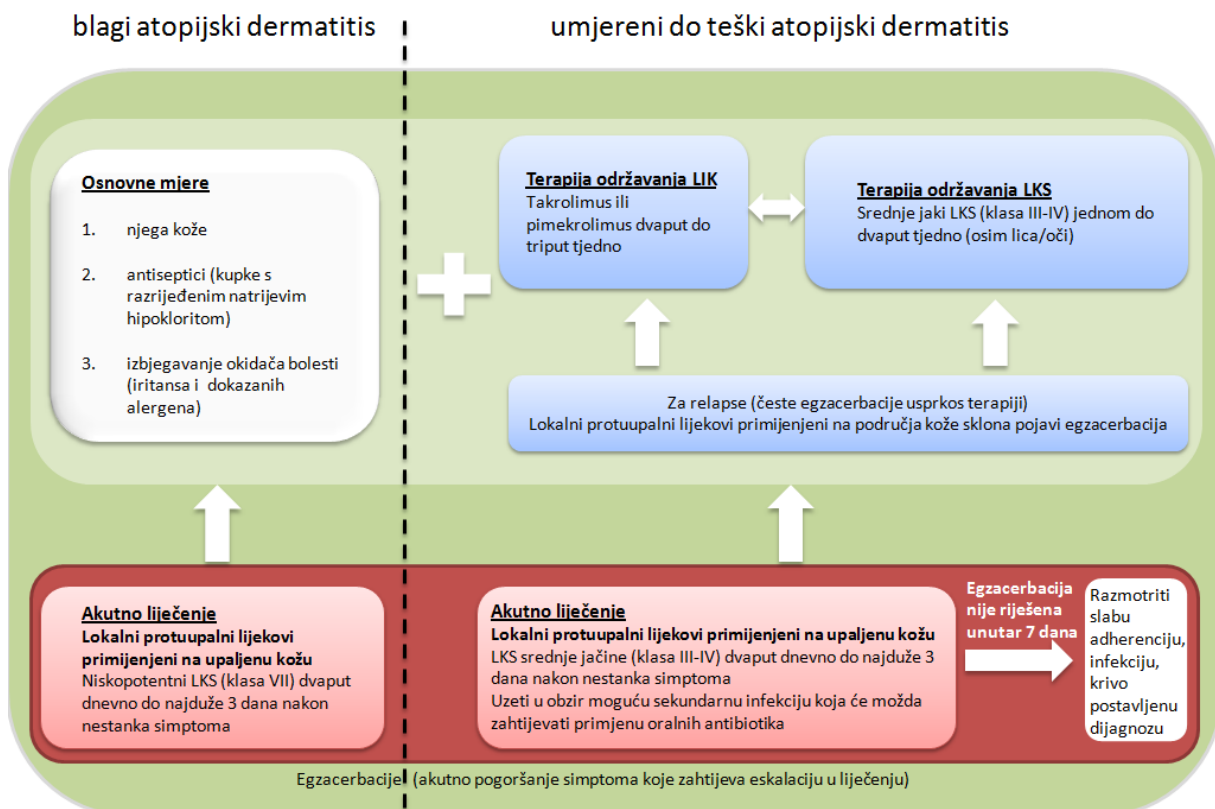 blagi atopijski dermatitis
umjereni do teški atopijski dermatitis
Osnovne mjere
1. njega kože
2. antiseptici (kupke s
razrijeđenim natrijevim
hipokloritom)
3. izbjegavanje okidača bolesti
(iritansa i dokazanih
alergena)
Terapija održavanja LIK
Takrolimus ili
pimekrolimus dvaput do
triput tjedno
Terapija održavanja LKS
Srednje jaki LKS (klasa III-IV) jednom do
dvaput tjedno (osim lica/oči)
Za relapse (česte egzacerbacije usprkos terapiji)
Lokalni protuupalni lijekovi primijenjeni na područja kože sklona pojavi egzacerbacija
Akutno liječenje
Lokalni protuupalni lijekovi
primijenjeni na upaljenu kožu
Niskopotentni LKS (klasa VII) dvaput
dnevno do najduže 3 dana nakon
nestanka simptoma
Akutno liječenje
Lokalni protuupalni lijekovi primijenjeni na upaljenu kožu
LKS srednje jačine (klasa III-IV) dvaput dnevno do najduže 3
dana nakon nestanka simptoma
Uzeti u obzir moguću sekundarnu infekciju koja će možda
zahtijevati primjenu oralnih antibiotika
Egzacerbacija
nije riješena
unutar 7 dana
Razmotriti
slabu
adherenciju,
infekciju,
krivo
postavljenu
dijagnozu
Egzacerbacije (akutno pogoršanje simptoma koje zahtijeva eskalaciju u liječenju)